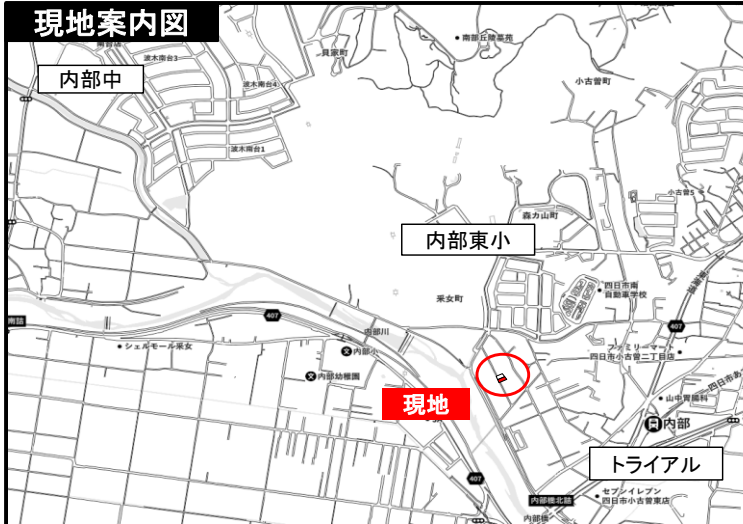 現地案内図
南部丘陵墓苑
貝家町
波木南台3
内部中
波木南台4
小古曽町
波木南台1
小古曽5
森カ山町
内部東小
四日市南
自動車学校
采女町
407
内部川
407
シェルモール采女
内部小
内部幼稚園
ファミリーマート
四日市小古曽二丁目店
現地
四日市あ
山中胃腸科
内部
トライアル
407
セブンイレブン
四日市小古曽東店
内部橋北詰
内部橋